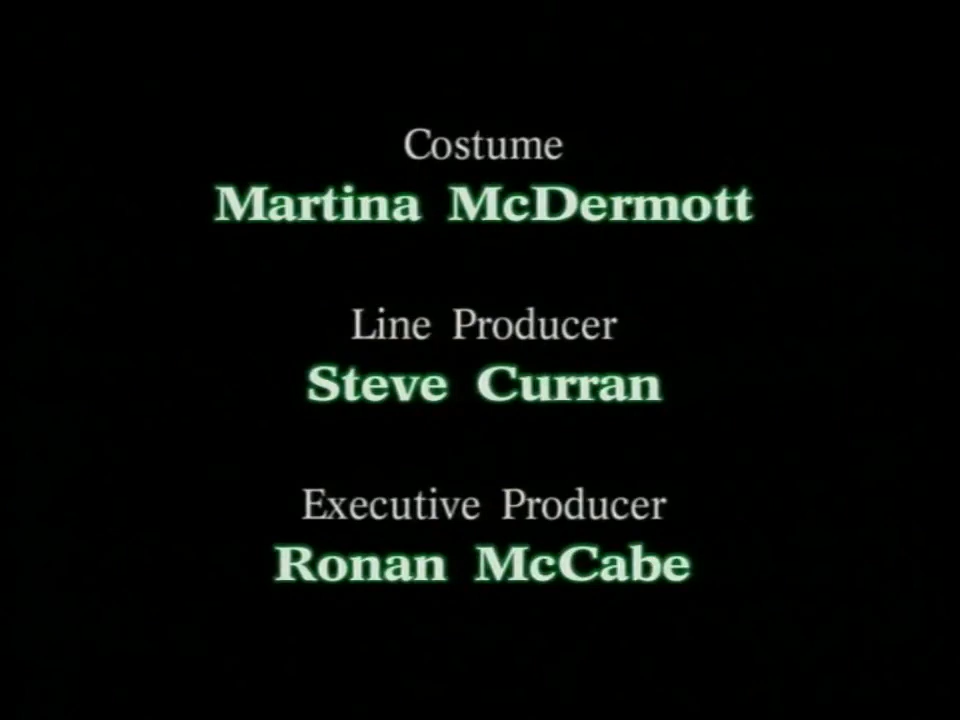 Costume
Martina McDermott
Line Producer
Steve Curran
Executive Producer
Ronan McCabe